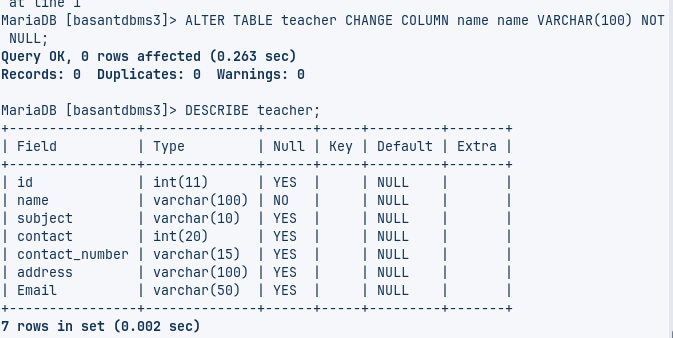 at line 1
MariaDB [basantdbms3]> ALTER TABLE teacher CHANGE COLUMN name name VARCHAR(100) NOT
 NULL;
Query OK, 0 rows affected (0.263 sec)
Records: 0  Duplicates: 0  Warnings: 0

MariaDB [basantdbms3]> DESCRIBE teacher;
+----------------+--------------+------+-----+---------+-------+
| Field          | Type         | Null | Key | Default | Extra |
+----------------+--------------+------+-----+---------+-------+
| id             | int(11)      | YES  |     | NULL    |       |
| name           | varchar(100) | NO   |     | NULL    |       |
| subject        | varchar(10)  | YES  |     | NULL    |       |
| contact        | int(20)      | YES  |     | NULL    |       |
| contact_number | varchar(15)  | YES  |     | NULL    |       |
| address        | varchar(100) | YES  |     | NULL    |       |
| Email          | varchar(50)  | YES  |     | NULL    |       |
+----------------+--------------+------+-----+---------+-------+
7 rows in set (0.002 sec)